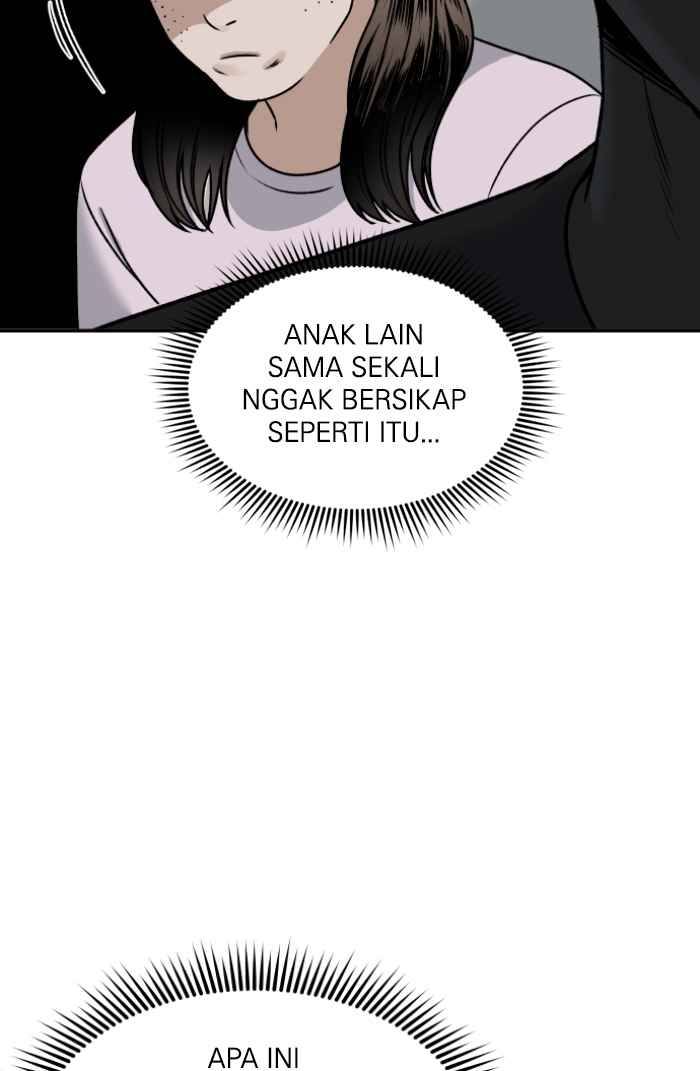 ANAK LAIN
SAMA SEKALI
NGGAK BERSIKAP
SEPERTI ITU...
APA INI